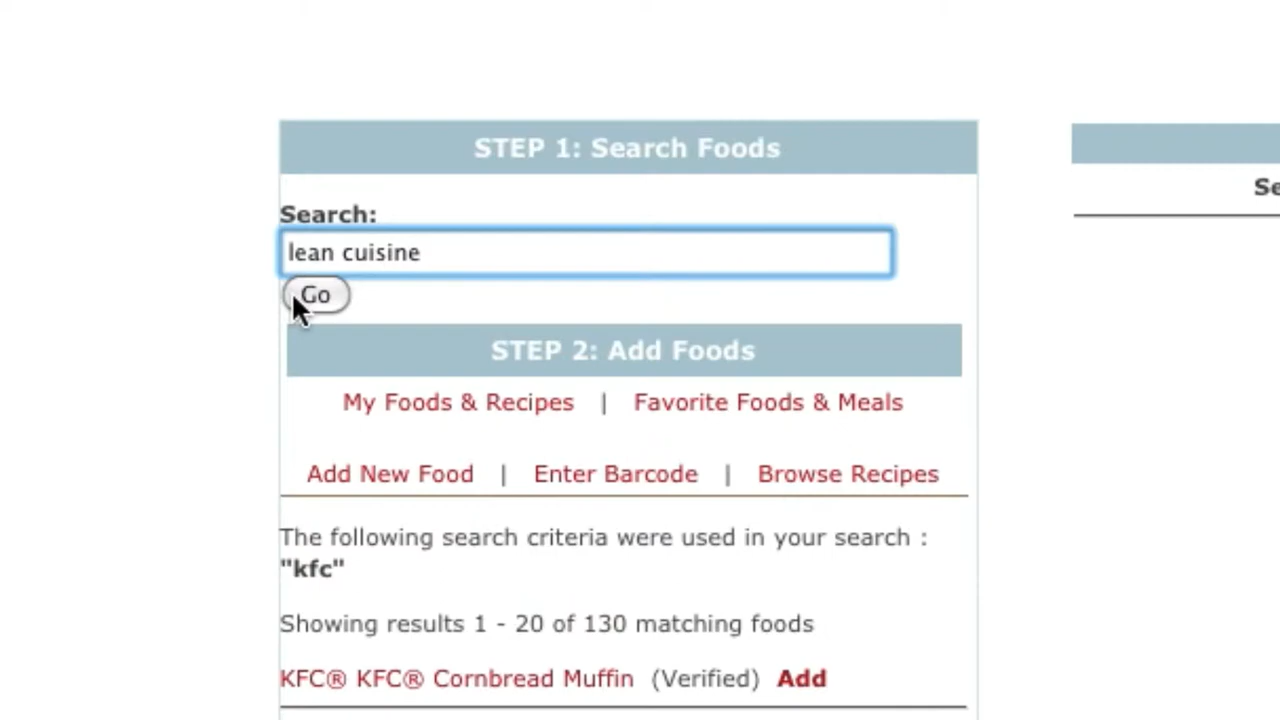 STEP 1: Search Foods
Se
Search:
lean cuisine
Go
STEP 2: Add Foods
My Foods & Recipes | Favorite Foods & Meals
Add New Food | Enter Barcode | Browse Recipes
The following search criteria were used in your search :
"kfc"
Showing results 1 - 20 of 130 matching foods
KFC® KFC® Cornbread Muffin (Verified) Add